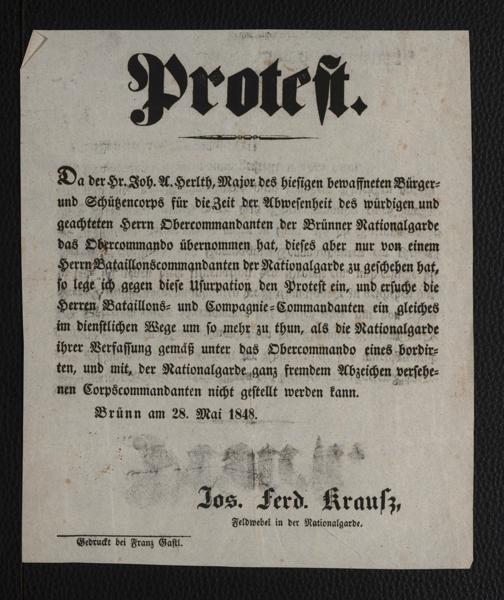 Protest.
Da der Hr. Joh. A. Herlth, Major des hiesigen bewaffneten Bürger-
und Schützencorps für die Zeit der Abwesenheit des würdigen und
geachteten Herrn Obercommandanten der Brünner Nationalgarde
das Obercommando übernommen hat, dieses aber nur von einem
Herrn Bataillonscommandanten der Nationalgarde zu geschehen hat,
so lege ich gegen diese Usurpation den Protest ein, und ersuche die
Herren Bataillons- und Compagnie-Commandanten ein gleiches
im dienstlichen Wege um so mehr zu thun, als die Nationalgarde
ihrer Verfassung gemäß unter das Obercommando eines bordir-
ten, und mit, der Nationalgarde ganz fremdem Abzeichen versehe-
nen Corpscommandanten nicht gestellt werden kann.
Brünn am 28. Mai 1848.
Jos. Ferd. Krausz,
Feldwebel in der Nationalgarde.
Gedruckt bei Franz Gastl.